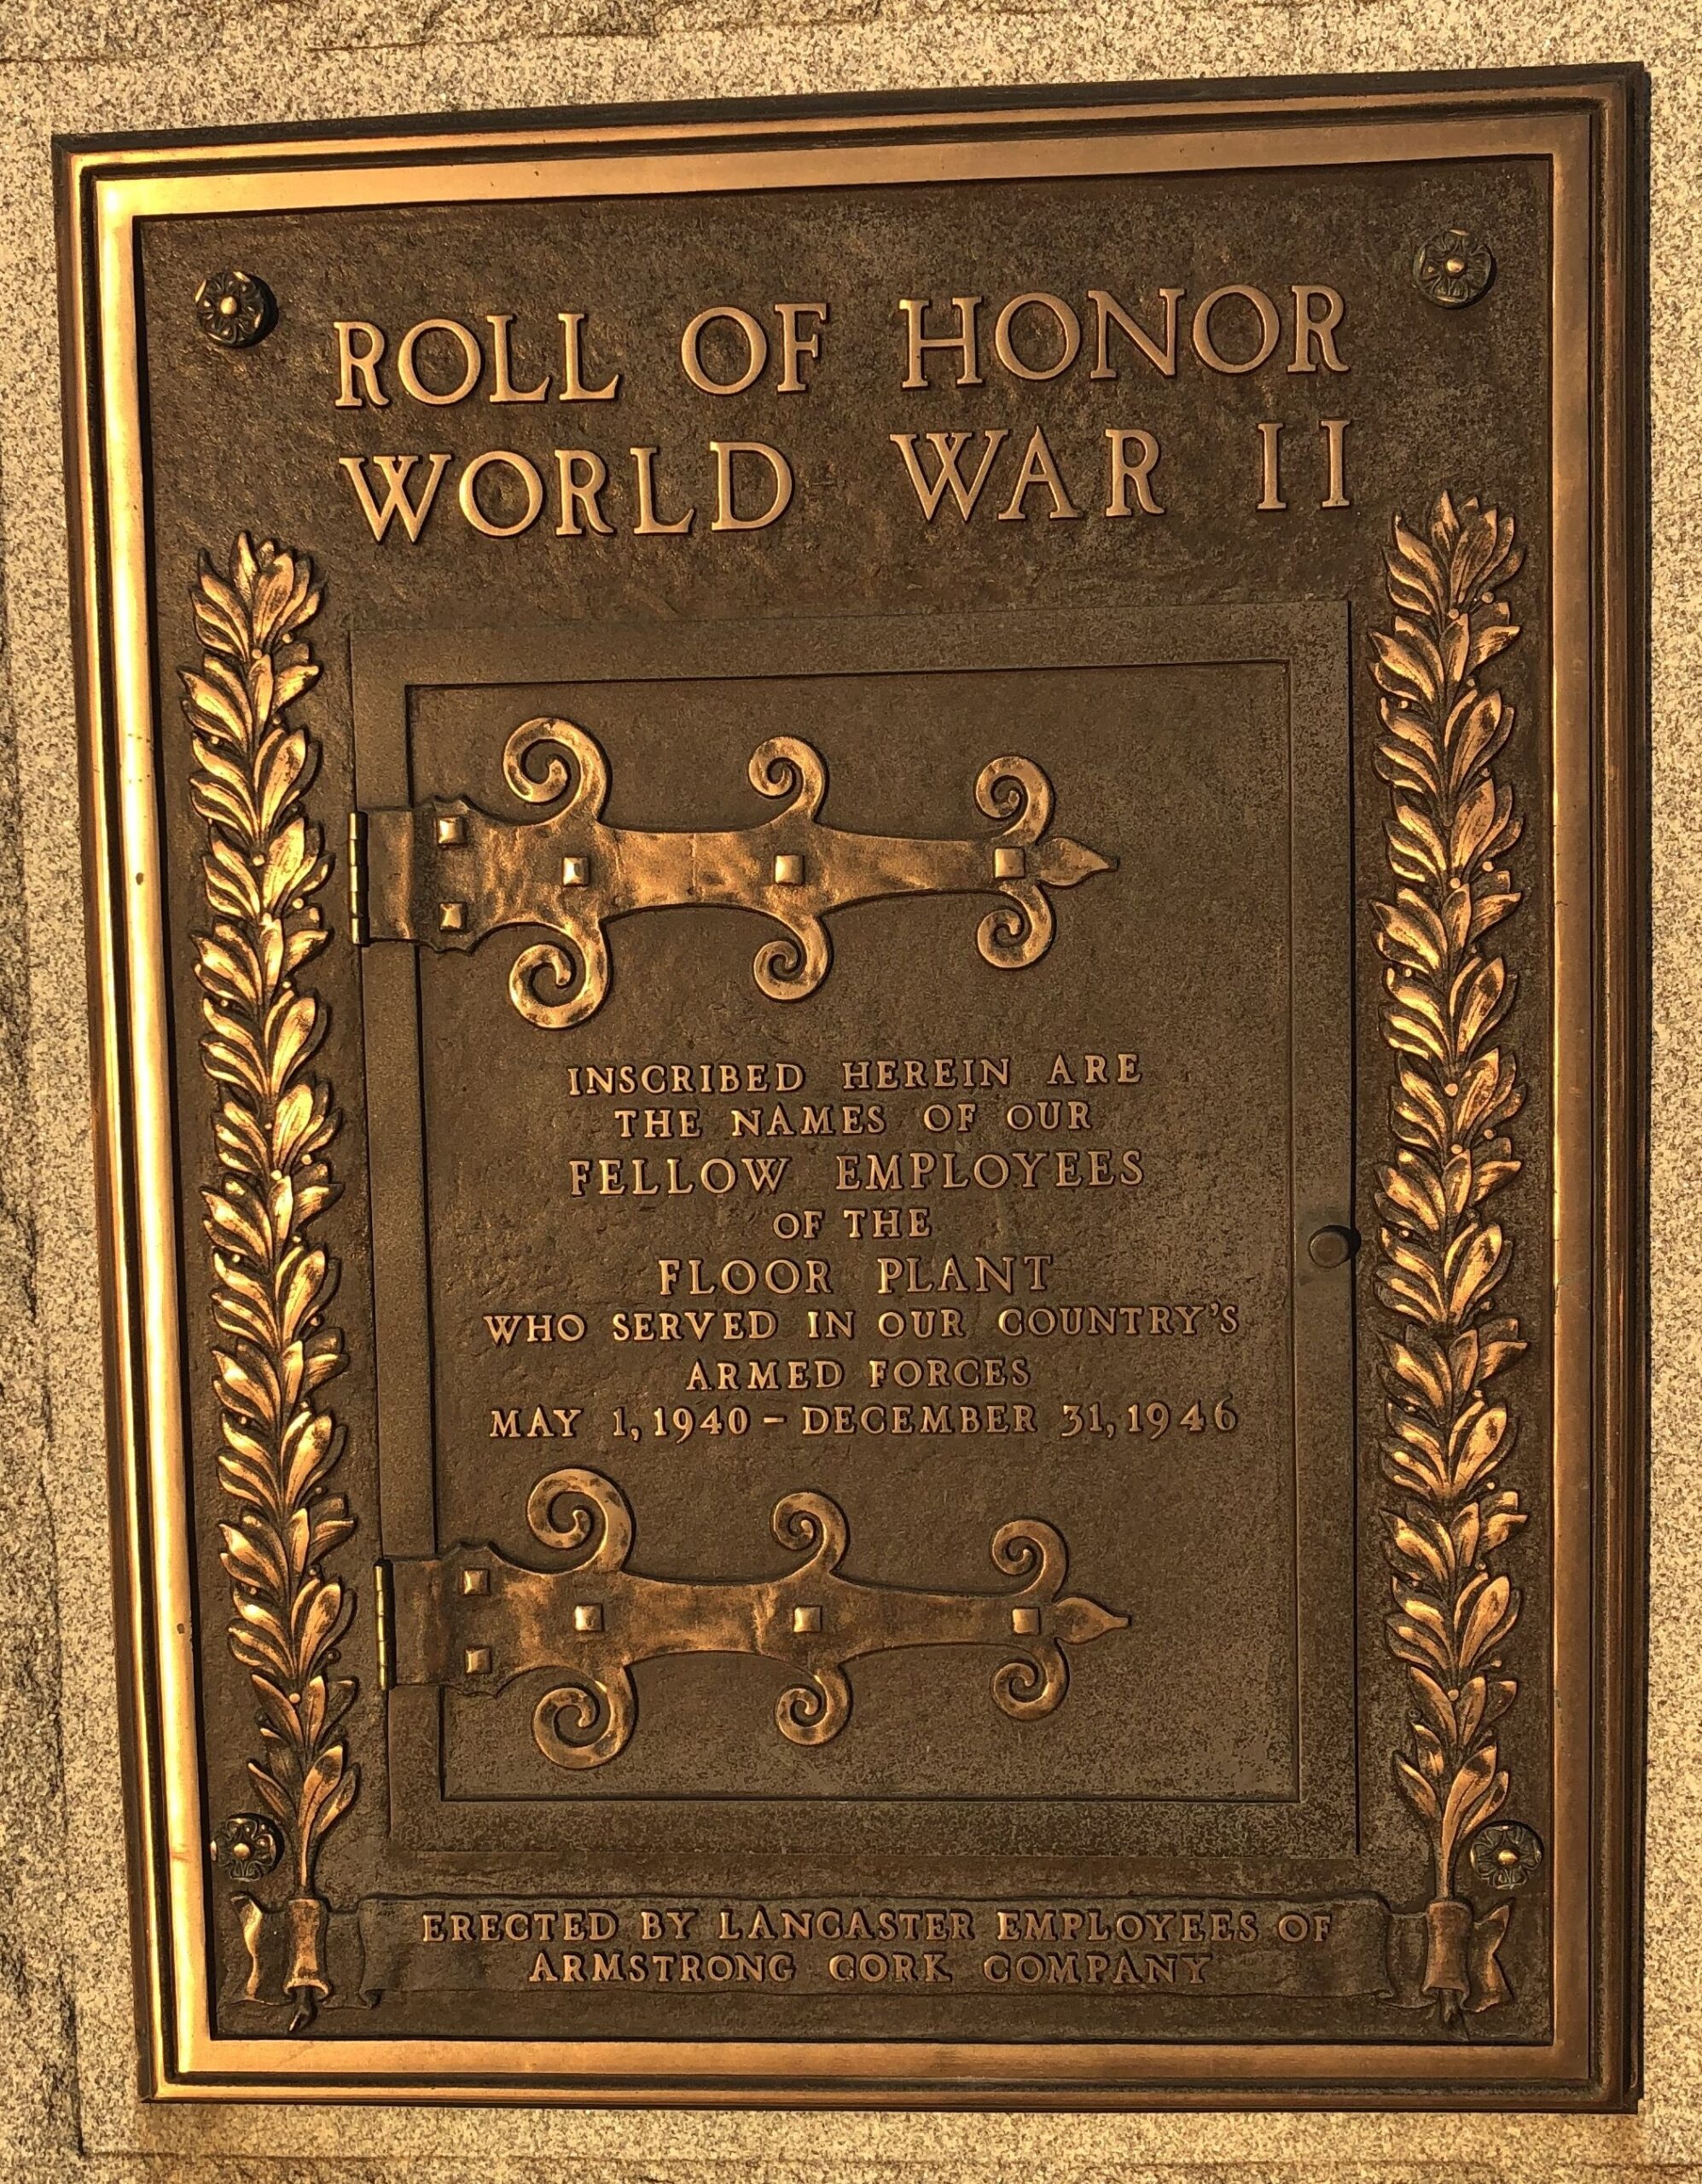 ROLL OF HONOR
WORLD WAR II
INSCRIBED HEREIN ARE
THE NAMES OF OUR
FELLOW EMPLOYEES
OF THE
FLOOR PLANT
WHO SERVED IN OUR COUNTRY'S
ARMED FORCES
MAY 1, 1940 – DECEMBER 31, 1946
ERECTED BY LANCASTER EMPLOYEES OF
ARMSTRONG CORK COMPANY